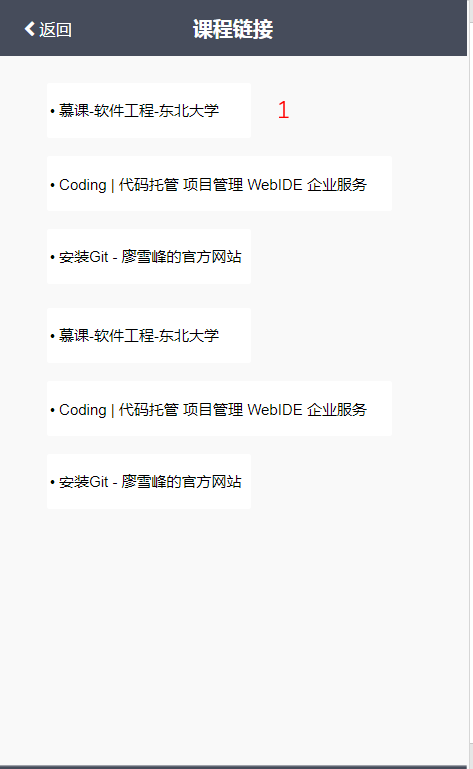 返回 课程链接
• 慕课-软件工程-东北大学 1
• Coding | 代码托管 项目管理 WebIDE 企业服务
• 安装Git - 廖雪峰的官方网站
• 慕课-软件工程-东北大学
• Coding | 代码托管 项目管理 WebIDE 企业服务
• 安装Git - 廖雪峰的官方网站